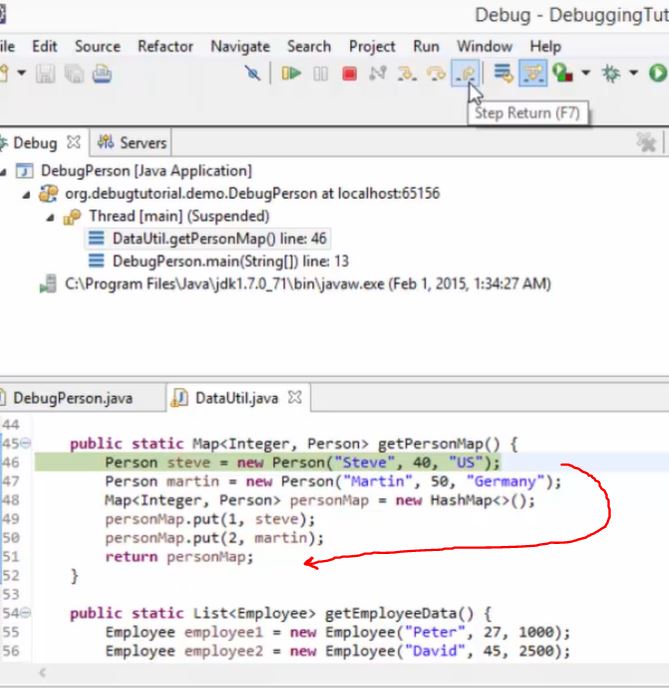 Debug - DebuggingTut
ile Edit Source Refactor Navigate Search Project Run Window Help
Step Return (F7)
Debug Servers
DebugPerson [Java Application]
org.debugtutorial.demo.DebugPerson at localhost:65156
Thread [main] (Suspended)
DataUtil.getPersonMap() line: 46
DebugPerson.main(String[]) line: 13
C:\Program Files\Java\jdk1.7.0_71\bin\javaw.exe (Feb 1, 2015, 1:34:27 AM)
DebugPerson.java DataUtil.java
44
45 public static Map<Integer, Person> getPersonMap() {
46 Person steve = new Person("Steve", 40, "US");
47 Person martin = new Person("Martin", 50, "Germany");
48 Map<Integer, Person> personMap = new HashMap<>();
49 personMap.put(1, steve);
50 personMap.put(2, martin);
51 return personMap;
52 }
53
54 public static List<Employee> getEmployeeData() {
55 Employee employee1 = new Employee("Peter", 27, 1000);
56 Employee employee2 = new Employee("David", 45, 2500);